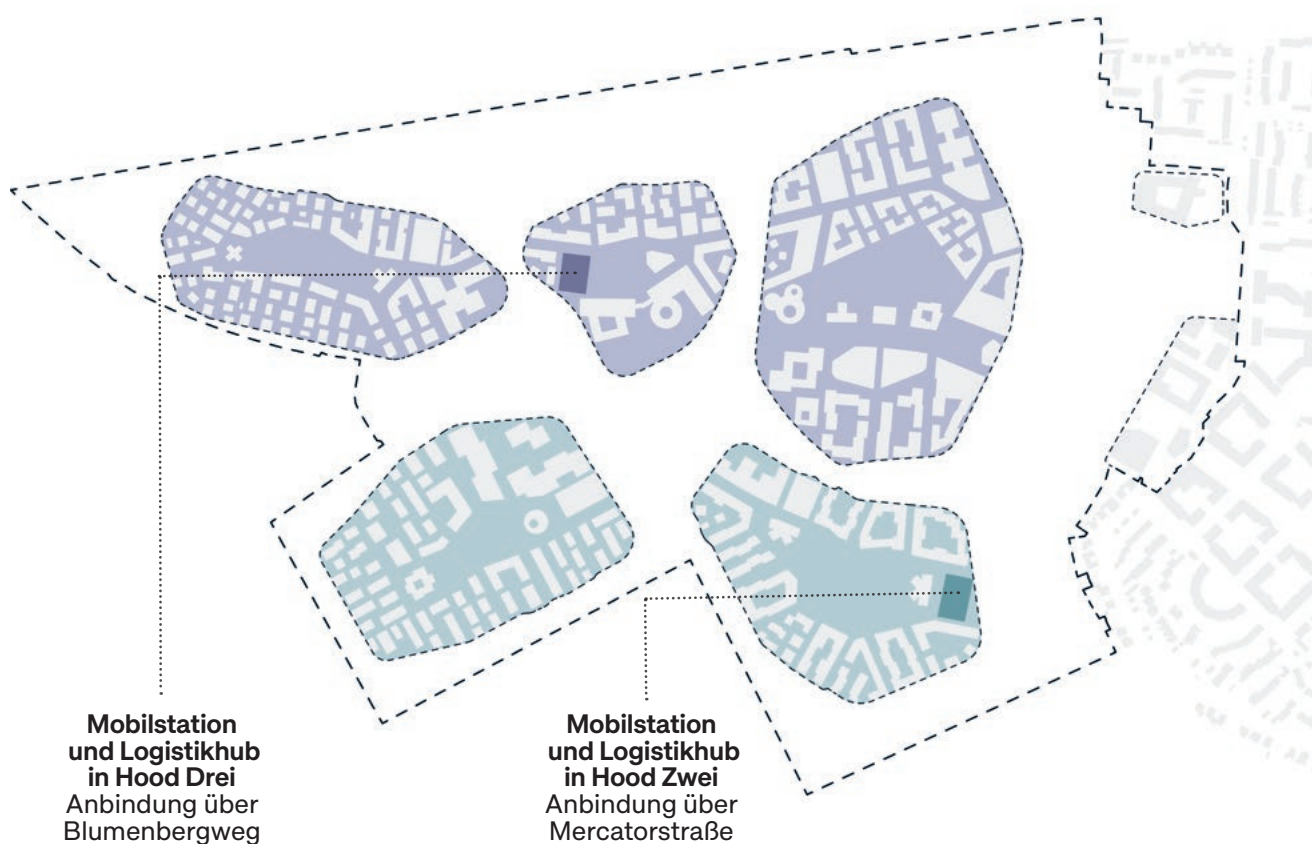 Mobilstation
und Logistikhub
in Hood Drei
Anbindung über
Blumenbergweg
Mobilstation
und Logistikhub
in Hood Zwei
Anbindung über
Mercatorstraße